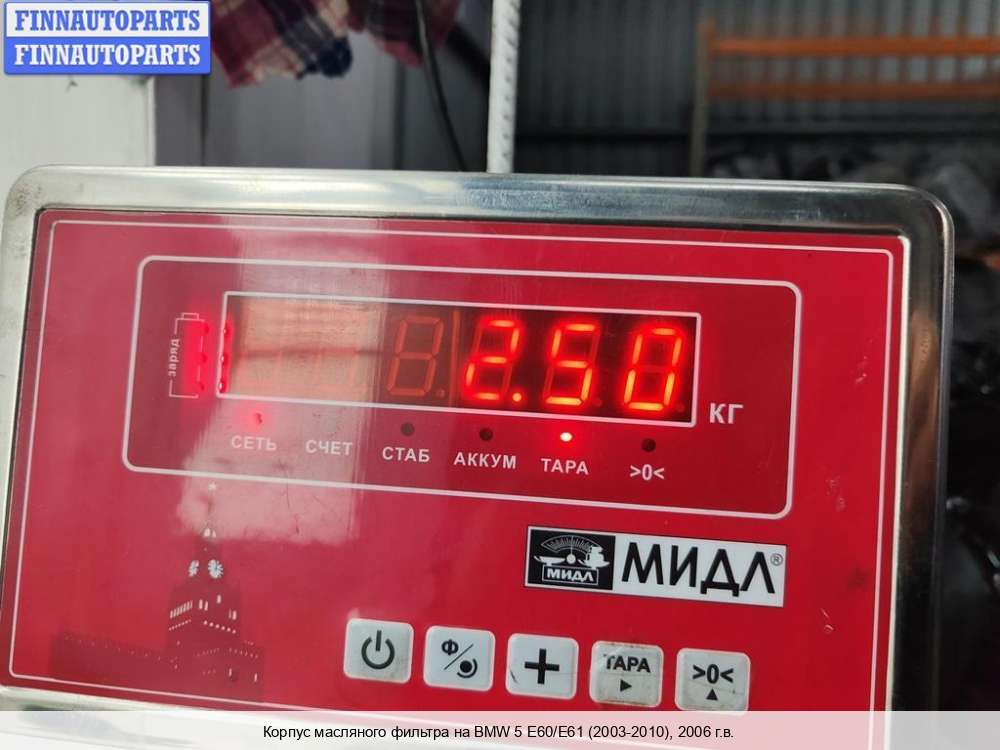 FINNAUTOPARTS
FINNAUTOPARTS
заряд
2.50
КГ
СЕТЬ СЧЕТ СТАБ АККУМ ТАРА >0<
МИДЛ МИДЛ®
Ф
ТАРА
>0<
Корпус масляного фильтра на BMW 5 E60/E61 (2003-2010), 2006 г.в.